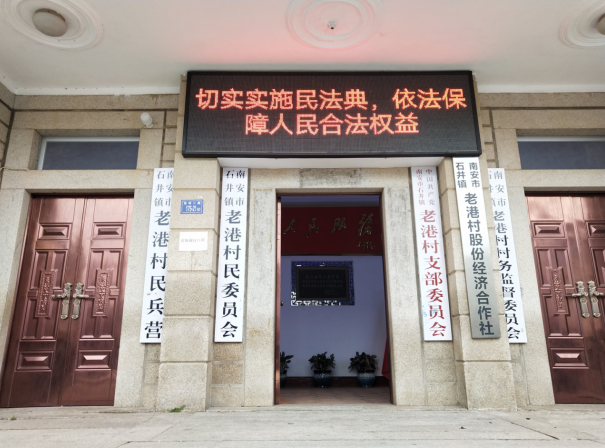 切实实施民法典，依法保
障人民合法权益
南安市
石井镇
老港村民兵营
南安市
石井镇
老港村民委员会
人民服务
中国共产党
南安市石井镇
老港村支部委员会
南安市
石井镇
老港村股份经济合作社
南安市
石井镇
老港村务监督委员会